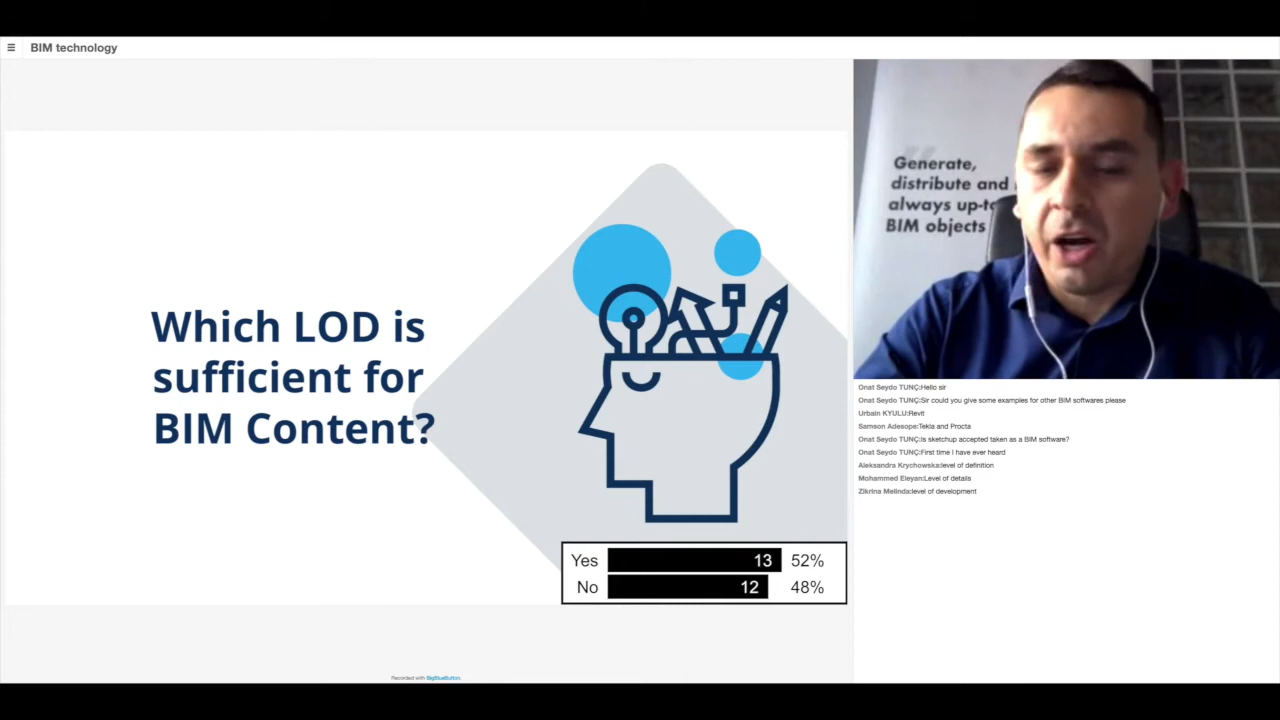 ☰ BIM technology
Which LOD is
sufficient for
BIM Content?
Yes 13 52%
No 12 48%
Recorded with BigBlueButton.
Generate,
distribute and
always up-to
BIM objects
Onat Seydo TUNÇ:Hello sir
Onat Seydo TUNÇ:Sir could you give some examples for other BIM softwares please
Urbain KYULU:Revit
Samson Adesope:Tekla and Procta
Onat Seydo TUNÇ:Is sketchup accepted taken as a BIM software?
Onat Seydo TUNÇ:First time I have ever heard
Aleksandra Krychowska:level of definition
Mohammed Eleyan:Level of details
Zikrina Melinda:level of development